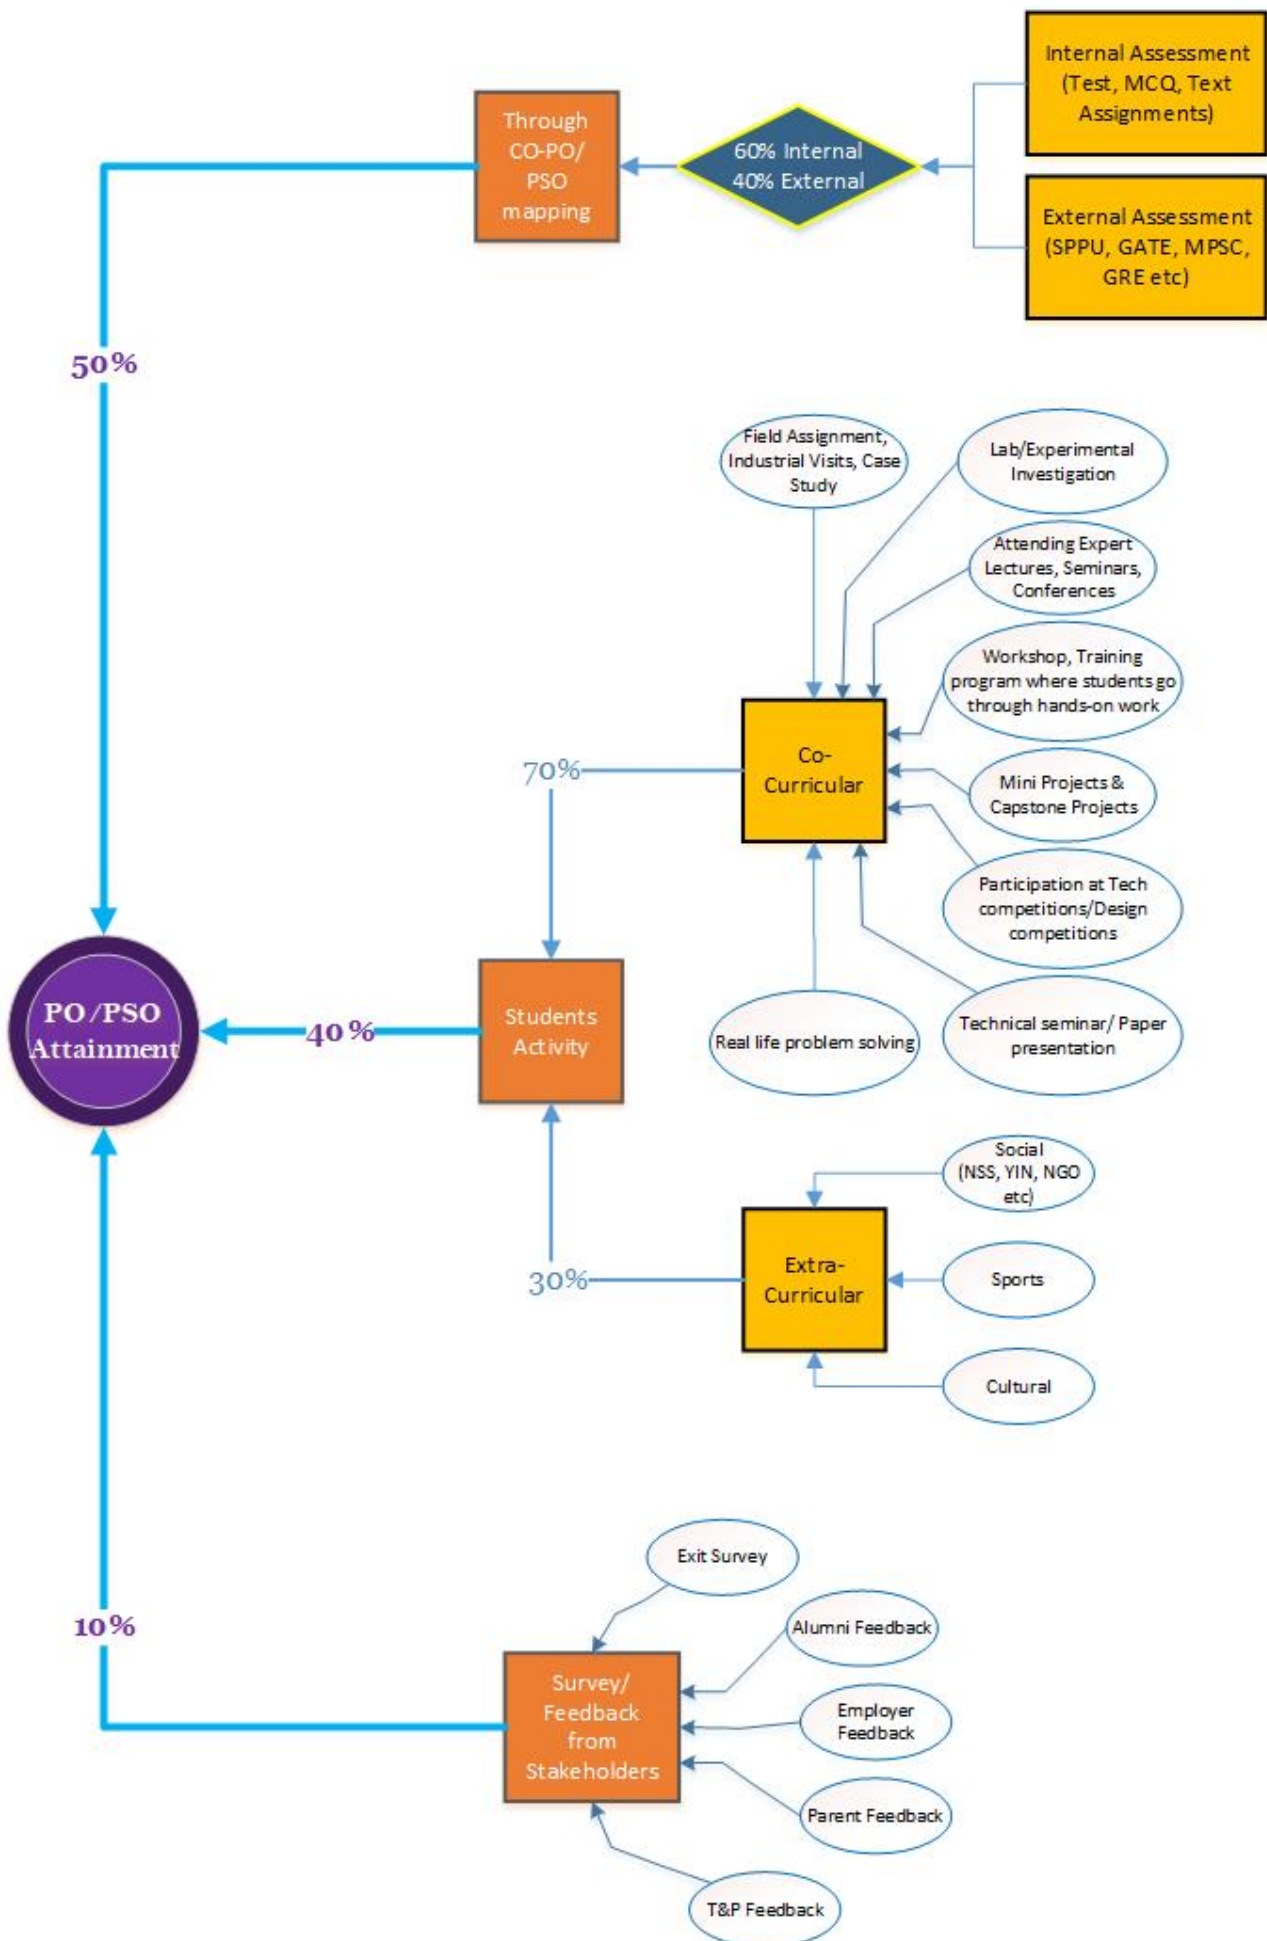 Internal Assessment
(Test, MCQ, Text
Assignments)
Through
CO-PO/
PSO
mapping
60% Internal
40% External
External Assessment
(SPPU, GATE, MPSC,
GRE etc)
50%
Field Assignment,
Industrial Visits, Case
Study
Lab/Experimental
Investigation
Attending Expert
Lectures, Seminars,
Conferences
Workshop, Training
program where students go
through hands-on work
Co-
Curricular
70%
Mini Projects &
Capstone Projects
Participation at Tech
competitions/Design
competitions
PO/PSO
Attainment
40%
Students
Activity
Real life problem solving
Technical seminar/ Paper
presentation
Social
(NSS, YIN, NGO
etc)
30%
Extra-
Curricular
Sports
Cultural
Exit Survey
10%
Alumni Feedback
Survey/
Feedback
from
Stakeholders
Employer
Feedback
Parent Feedback
T&P Feedback